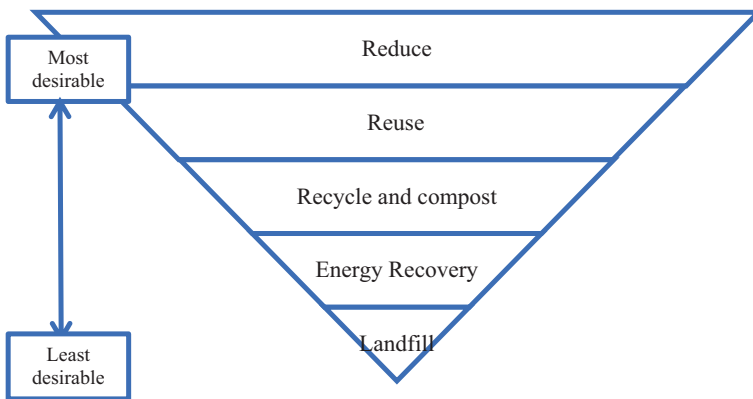 Most
desirable
Reduce
Reuse
Recycle and compost
Energy Recovery
Landfill
Least
desirable